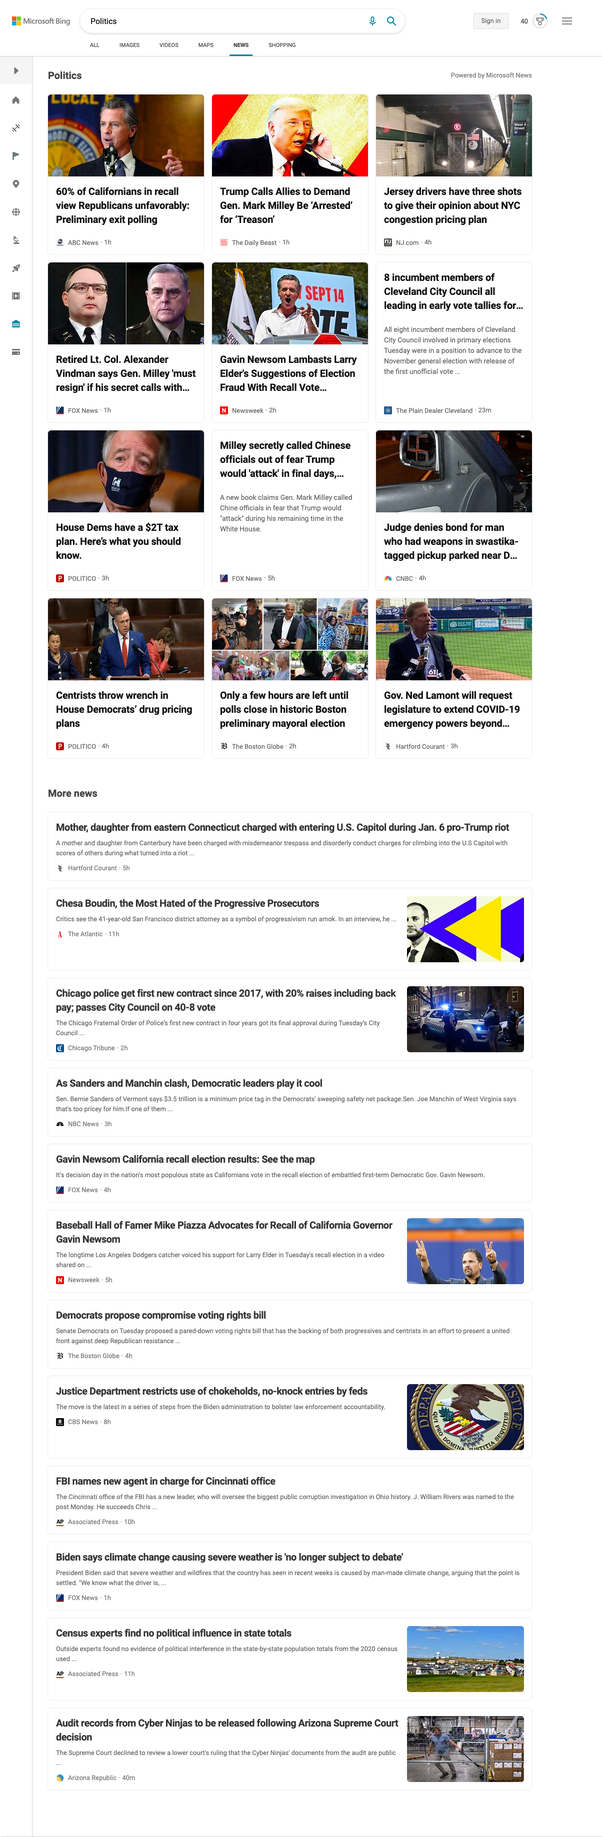 Microsoft Bing
Politics
Sign in
40
ALL
IMAGES
VIDEOS
MAPS
NEWS
SHOPPING
Politics
Powered by Microsoft News
60% of Californians in recall
view Republicans unfavorably:
Preliminary exit polling
ABC News · 1h
Trump Calls Allies to Demand
Gen. Mark Milley Be ‘Arrested’
for ‘Treason’
The Daily Beast · 1h
Jersey drivers have three shots
to give their opinion about NYC
congestion pricing plan
NJ.com · 4h
Retired Lt. Col. Alexander
Vindman says Gen. Milley 'must
resign' if his secret calls with...
FOX News · 1h
SEPT 14
Gavin Newsom Lambasts Larry
Elder's Suggestions of Election
Fraud With Recall Vote...
Newsweek · 2h
8 incumbent members of
Cleveland City Council all
leading in early vote tallies for...
All eight incumbent members of Cleveland
City Council involved in primary elections
Tuesday were in a position to advance to the
November general election with release of
the first unofficial vote ...
The Plain Dealer Cleveland · 23m
House Dems have a $2T tax
plan. Here's what you should
know.
POLITICO · 3h
Milley secretly called Chinese
officials out of fear Trump
would 'attack' in final days,...
A new book claims Gen. Mark Milley called
Chine officials in fear that Trump would
"attack" during his remaining time in the
White House.
FOX News · 5h
Judge denies bond for man
who had weapons in swastika-
tagged pickup parked near D...
CNBC · 4h
Centrists throw wrench in
House Democrats’ drug pricing
plans
POLITICO · 4h
Only a few hours are left until
polls close in historic Boston
preliminary mayoral election
The Boston Globe · 2h
Gov. Ned Lamont will request
legislature to extend COVID-19
emergency powers beyond...
Hartford Courant · 3h
More news
Mother, daughter from eastern Connecticut charged with entering U.S. Capitol during Jan. 6 pro-Trump riot
A mother and daughter from Canterbury have been charged with misdemeanor trespass and disorderly conduct charges for climbing into the U.S Capitol with
scores of others during what turned into a riot ...
Hartford Courant · 5h
Chesa Boudin, the Most Hated of the Progressive Prosecutors
Critics see the 41-year-old San Francisco district attorney as a symbol of progressivism run amok. In an interview, he ...
The Atlantic · 11h
Chicago police get first new contract since 2017, with 20% raises including back
pay; passes City Council on 40-8 vote
The Chicago Fraternal Order of Police's first new contract in four years got its final approval during Tuesday's City
Council ...
Chicago Tribune · 2h
As Sanders and Manchin clash, Democratic leaders play it cool
Sen. Bernie Sanders of Vermont says $3.5 trillion is a minimum price tag in the Democrats' sweeping safety net package.Sen. Joe Manchin of West Virginia says
that's too pricey for him.If one of them ...
NBC News · 3h
Gavin Newsom California recall election results: See the map
It's decision day in the nation's most populous state as Californians vote in the recall election of embattled first-term Democratic Gov. Gavin Newsom.
FOX News · 4h
Baseball Hall of Famer Mike Piazza Advocates for Recall of California Governor
Gavin Newsom
The longtime Los Angeles Dodgers catcher voiced his support for Larry Elder in Tuesday's recall election in a video
shared on ...
Newsweek · 5h
Democrats propose compromise voting rights bill
Senate Democrats on Tuesday proposed a pared-down voting rights bill that has the backing of both progressives and centrists in an effort to present a united
front against deep Republican resistance ...
The Boston Globe · 4h
Justice Department restricts use of chokeholds, no-knock entries by feds
The move is the latest in a series of steps from the Biden administration to bolster law enforcement accountability.
CBS News · 8h
FBI names new agent in charge for Cincinnati office
The Cincinnati office of the FBI has a new leader, who will oversee the biggest public corruption investigation in Ohio history. J. William Rivers was named to the
post Monday. He succeeds Chris ...
AP Associated Press · 10h
Biden says climate change causing severe weather is 'no longer subject to debate'
President Biden said that severe weather and wildfires that the country has seen in recent weeks is caused by man-made climate change, arguing that the point is
settled. "We know what the driver is, ...
FOX News · 1h
Census experts find no political influence in state totals
Outside experts found no evidence of political interference in the state-by-state population totals from the 2020 census
used ...
AP Associated Press · 11h
Audit records from Cyber Ninjas to be released following Arizona Supreme Court
decision
The Supreme Court declined to review a lower court's ruling that the Cyber Ninjas' documents from the audit are public
...
Arizona Republic · 40m